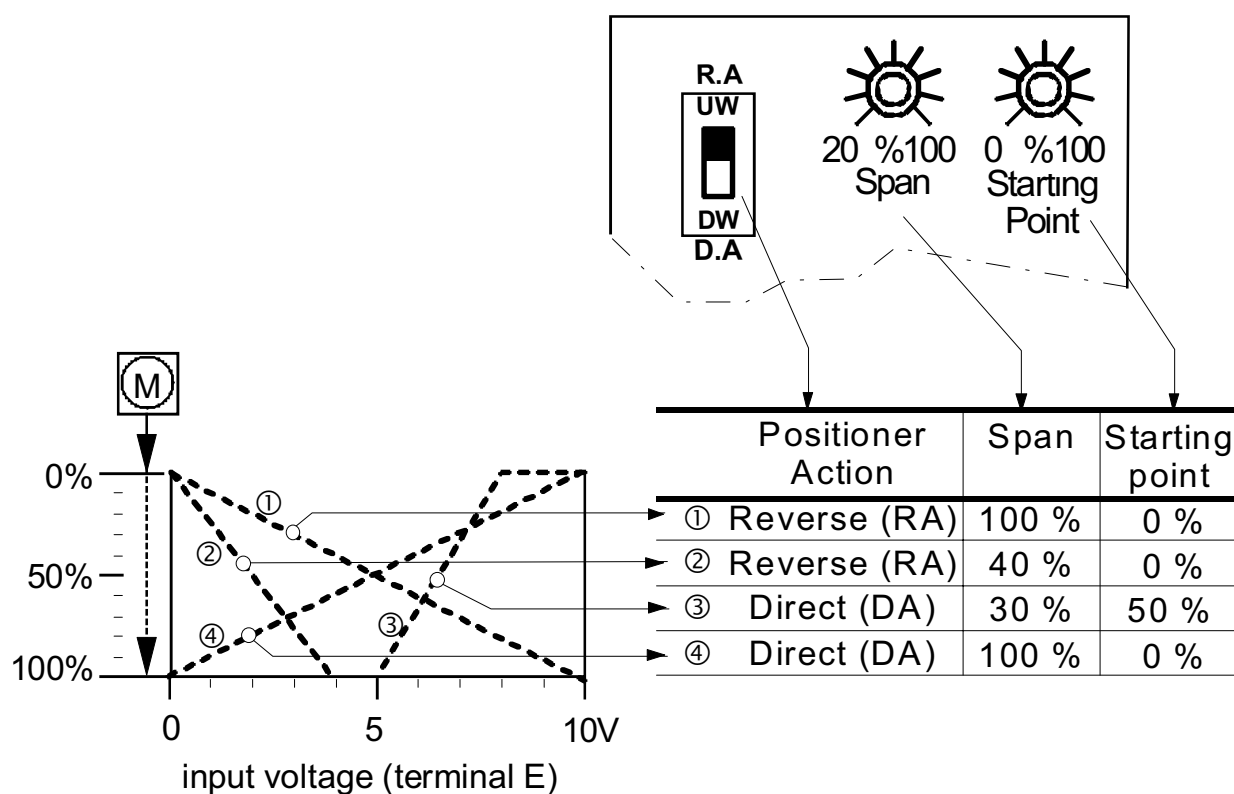 R.A
UW
DW
D.A
20 %100
Span
0 %100
Starting
Point
M
0%
50%
100%
①
②
③
④
0 5 10V
input voltage (terminal E)
Positioner Action Span Starting point
① Reverse (RA) 100 % 0 %
② Reverse (RA) 40 % 0 %
③ Direct (DA) 30 % 50 %
④ Direct (DA) 100 % 0 %